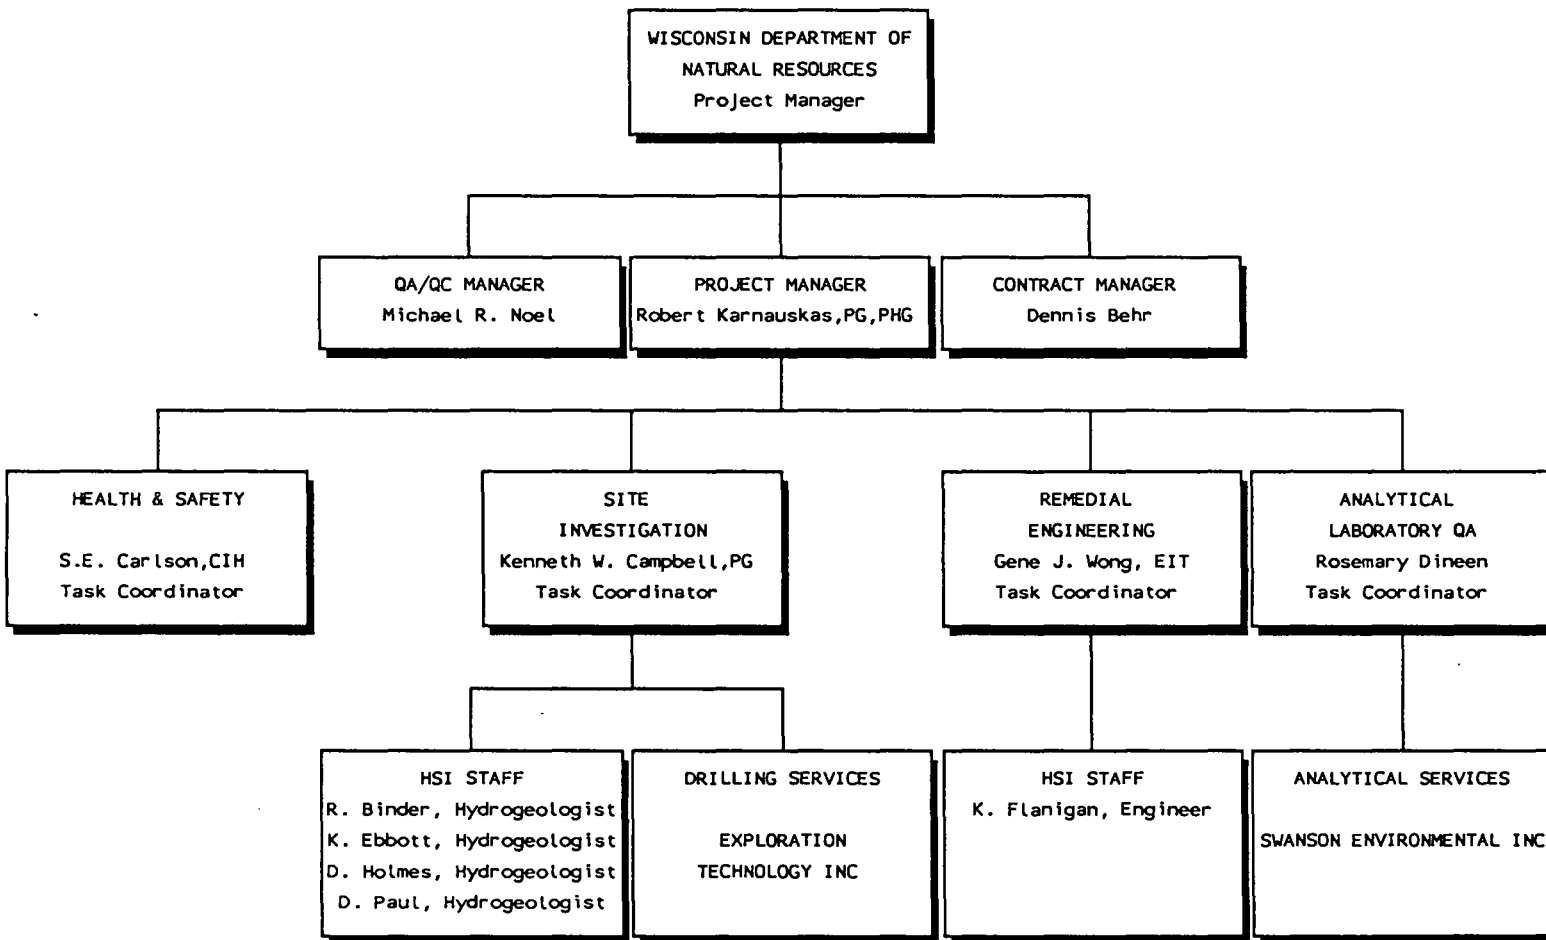 WISCONSIN DEPARTMENT OF
NATURAL RESOURCES
Project Manager
QA/QC MANAGER
Michael R. Noel
PROJECT MANAGER
Robert Karnauskas,PG,PHG
CONTRACT MANAGER
Dennis Behr
HEALTH & SAFETY
S.E. Carlson,CIH
Task Coordinator
SITE
INVESTIGATION
Kenneth W. Campbell,PG
Task Coordinator
REMEDIAL
ENGINEERING
Gene J. Wong, EIT
Task Coordinator
ANALYTICAL
LABORATORY QA
Rosemary Dineen
Task Coordinator
HSI STAFF
R. Binder, Hydrogeologist
K. Ebbott, Hydrogeologist
D. Holmes, Hydrogeologist
D. Paul, Hydrogeologist
DRILLING SERVICES
EXPLORATION
TECHNOLOGY INC
HSI STAFF
K. Flanigan, Engineer
ANALYTICAL SERVICES
SWANSON ENVIRONMENTAL INC